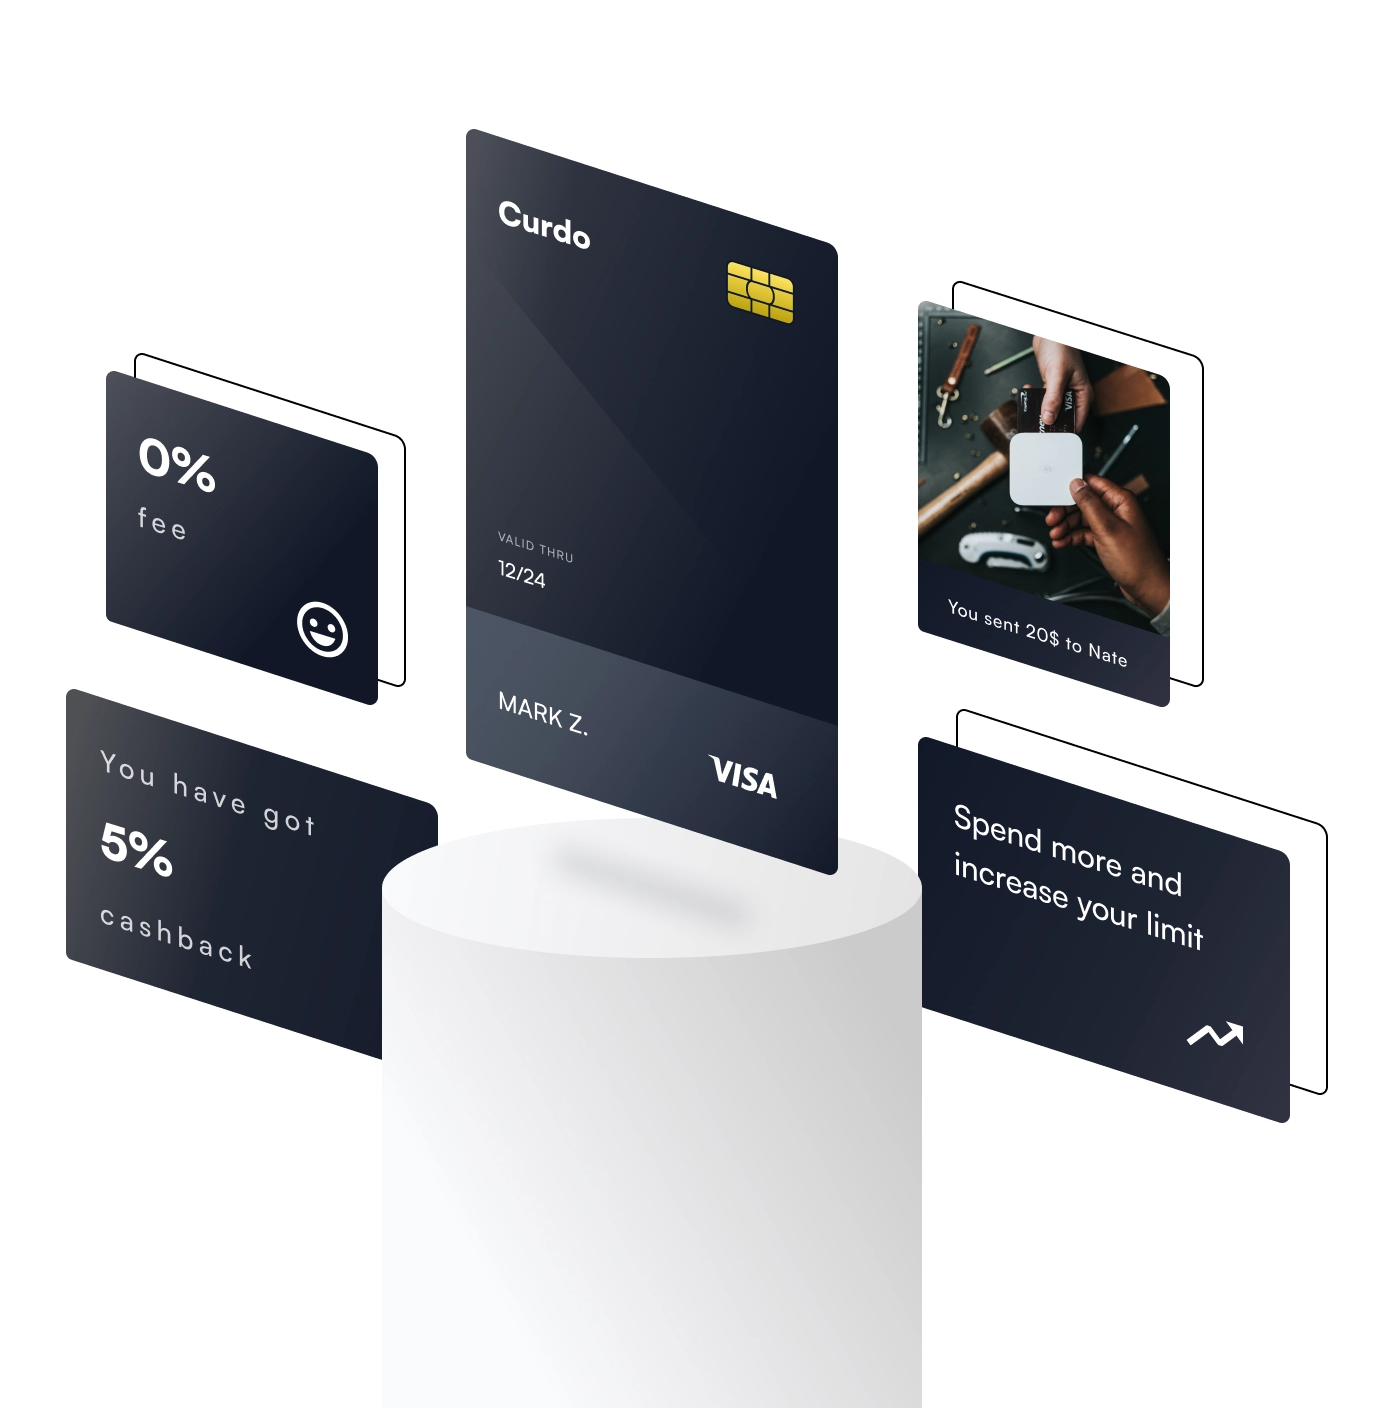 Curdo
VALID THRU
12/24
MARK Z.
VISA
0%
fee
You have got
5%
cashback
VISA
You sent 20$ to Nate
Spend more and
increase your limit